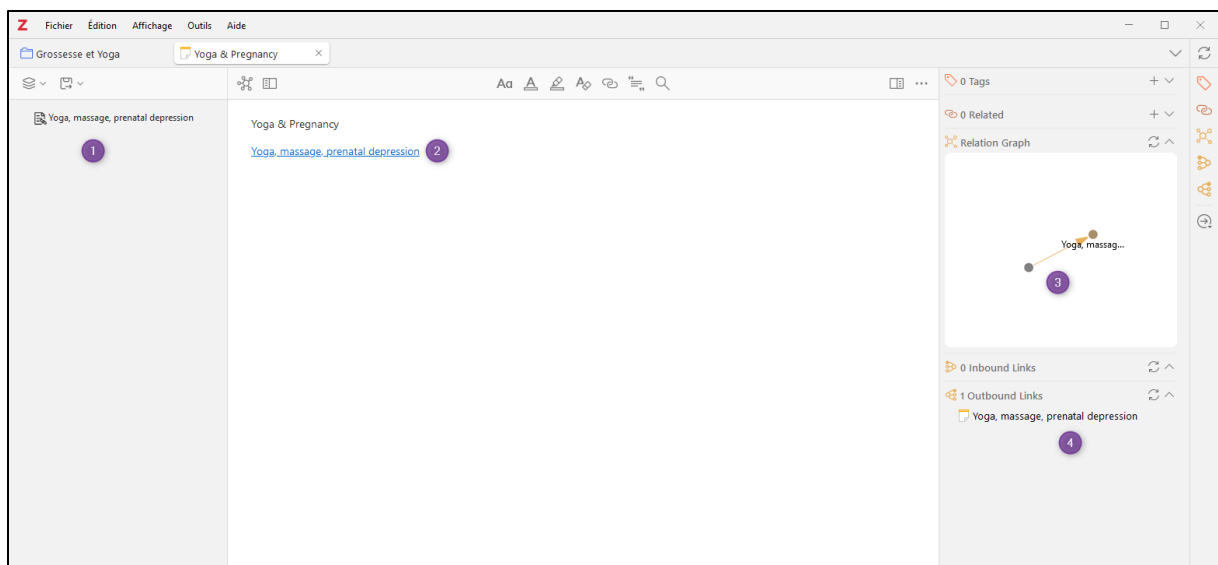 Z Fichier Édition Affichage Outils Aide
Grossesse et Yoga Yoga & Pregnancy
Aa A A
0 Tags
Yoga, massage, prenatal depression
1
Yoga & Pregnancy
Yoga, massage, prenatal depression 2
0 Related
Relation Graph
Yoga, massag...
3
0 Inbound Links
1 Outbound Links
Yoga, massage, prenatal depression
4